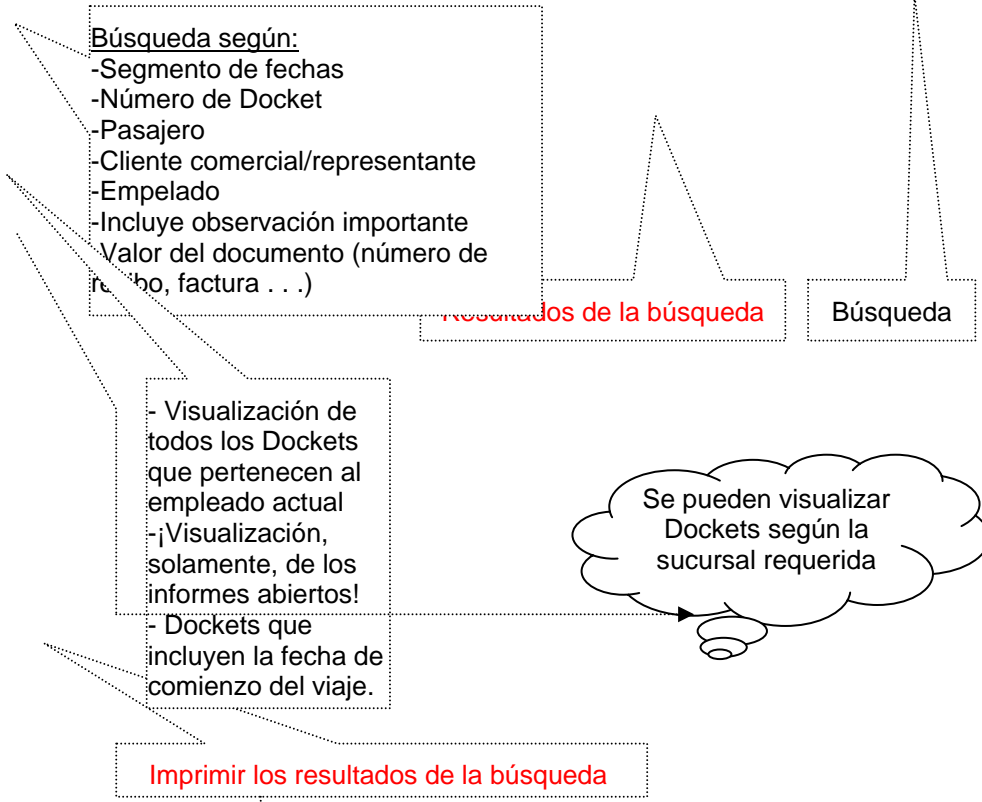 Búsqueda según:
-Segmento de fechas
-Número de Docket
-Pasajero
-Cliente comercial/representante
-Empelado
-Incluye observación importante
-Valor del documento (número de
recibo, factura . . .)
Resultados de la búsqueda
Búsqueda
- Visualización de
todos los Dockets
que pertenecen al
empleado actual
-¡Visualización,
solamente, de los
informes abiertos!
- Dockets que
incluyen la fecha de
comienzo del viaje.
Se pueden visualizar
Dockets según la
sucursal requerida
Imprimir los resultados de la búsqueda